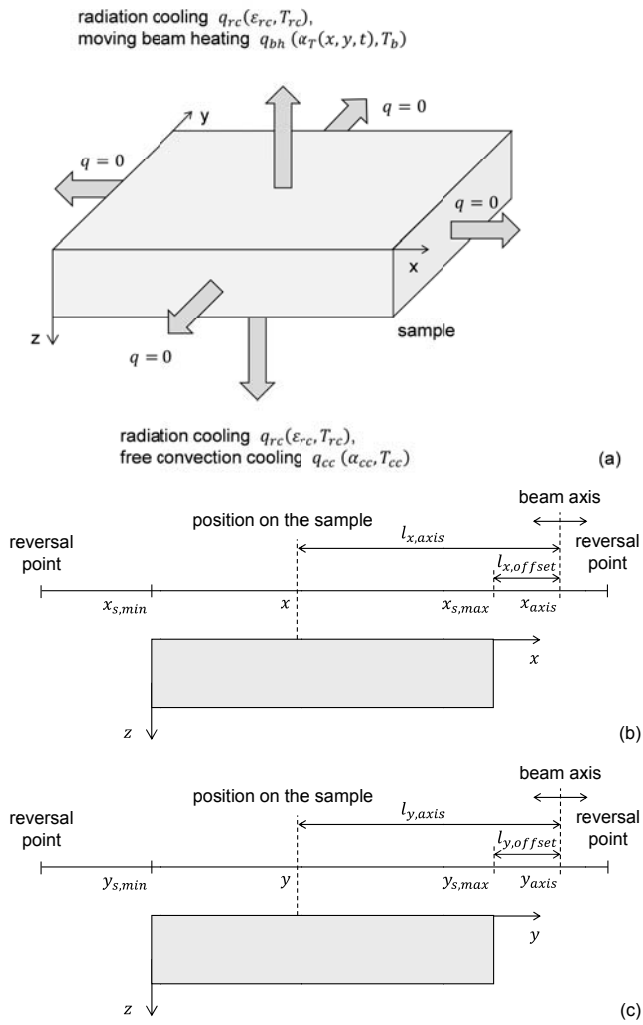 radiation cooling q_rc(ε_rc, T_rc),
moving beam heating q_bh (α_T(x, y, t), T_b)
y
q = 0
q = 0
q = 0
x
z
q = 0
sample
radiation cooling q_rc(ε_rc, T_rc),
free convection cooling q_cc (α_cc, T_cc)
(a)
beam axis
position on the sample
reversal point
l_x,axis
l_x,offset
reversal point
x_s,min
x
x_s,max
x_axis
x
z
(b)
beam axis
position on the sample
reversal point
l_y,axis
l_y,offset
reversal point
y_s,min
y
y_s,max
y_axis
y
z
(c)